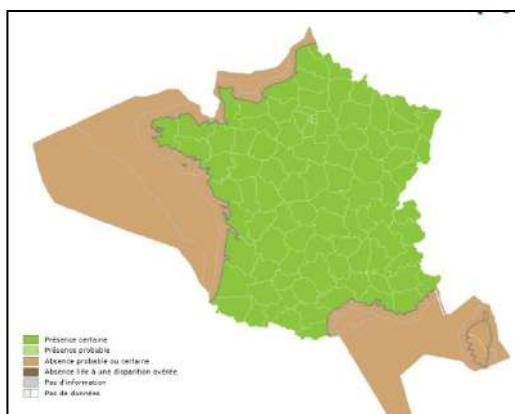 Présence certaine
Présence probable
Absence probable ou certaine
Absence liée à une disparition avérée
Pas d'information
Pas de données